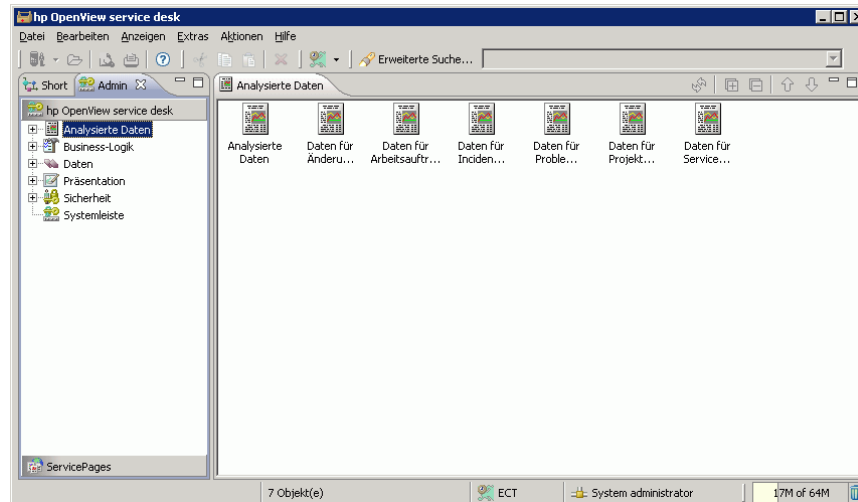 hp OpenView service desk
Datei Bearbeiten Anzeigen Extras Aktionen Hilfe
Erweiterte Suche...
Short Admin
Analysierte Daten
hp OpenView service desk
Analysierte Daten
Business-Logik
Daten
Präsentation
Sicherheit
Systemleiste
Analysierte Daten
Daten für Änderu...
Daten für Arbeitsauftr...
Daten für Inciden...
Daten für Proble...
Daten für Projekt...
Daten für Service...
ServicePages
7 Objekt(e) ECT System administrator 17M of 64M